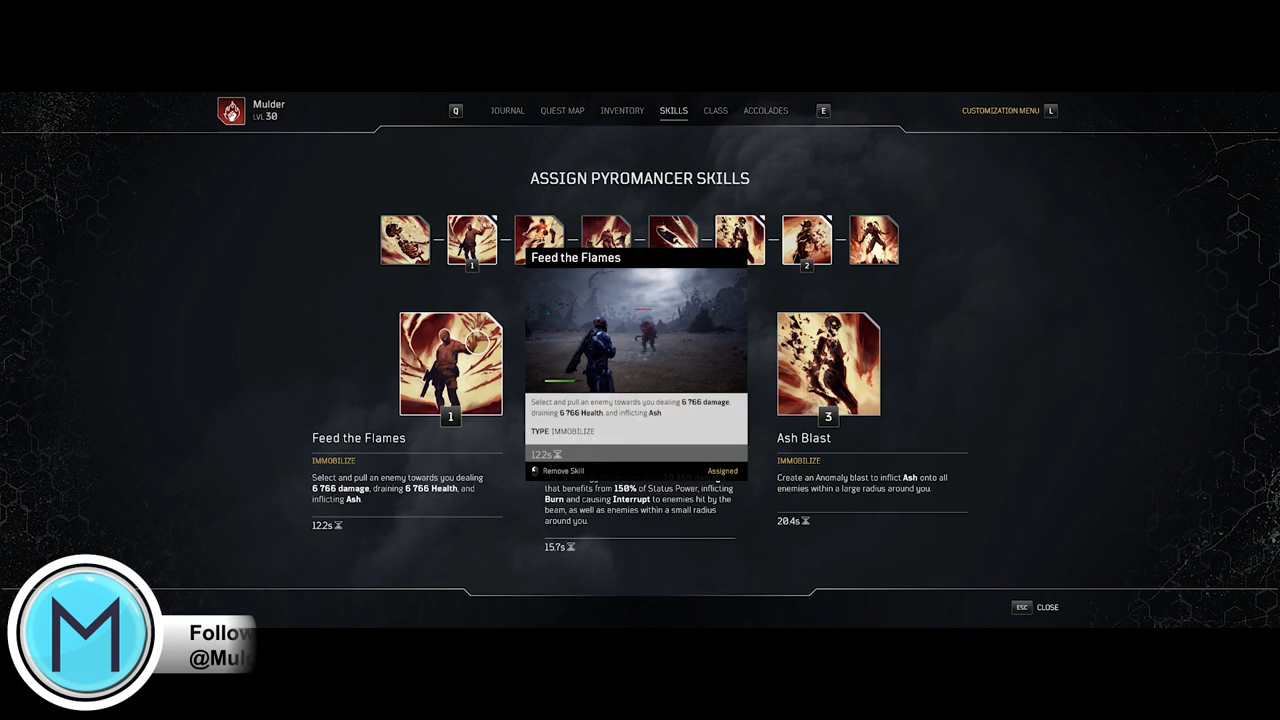 Mulder
LVL 30
Q
JOURNAL
QUEST MAP
INVENTORY
SKILLS
CLASS
ACCOLADES
E
CUSTOMIZATION MENU
L
ASSIGN PYROMANCER SKILLS
1
2
Feed the Flames
Select and pull an enemy towards you dealing 6 766 damage,
draining 6 766 Health, and inflicting Ash
TYPE: IMMOBILIZE
12.2s
Remove Skill
Assigned
1
Feed the Flames
IMMOBILIZE
Select and pull an enemy towards you dealing
6 766 damage, draining 6 766 Health, and
inflicting Ash.
12.2s
that benefits from 150% of Status Power, inflicting
Burn and causing Interrupt to enemies hit by the
beam, as well as enemies within a small radius
around you.
15.7s
3
Ash Blast
IMMOBILIZE
Create an Anomaly blast to inflict Ash onto all
enemies within a large radius around you.
20.4s
ESC
CLOSE
M
Follow
@Mul